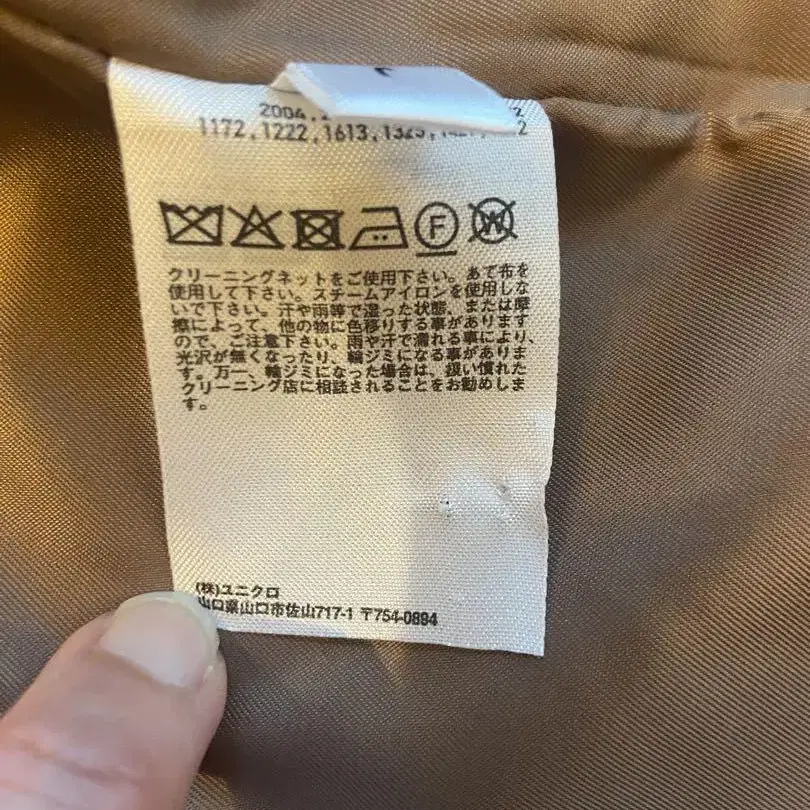 2004,
1172,1222,1613,1323,
F
W
クリーニングネットをご使用下さい。あて布を
使用して下さい。スチームアイロンを使用しな
いで下さい。汗や雨等で湿った状態、または摩
擦によって、他の物に色移りする事があります
ので、ご注意下さい。雨や汗で濡れる事により、
光沢が無くなったり、輪ジミになる事がありま
す。万一、輪ジミになった場合は、扱い慣れた
クリーニング店に相談されることをお勧めしま
す。
(株)ユニクロ
山口県山口市佐山717-1 〒754-0894